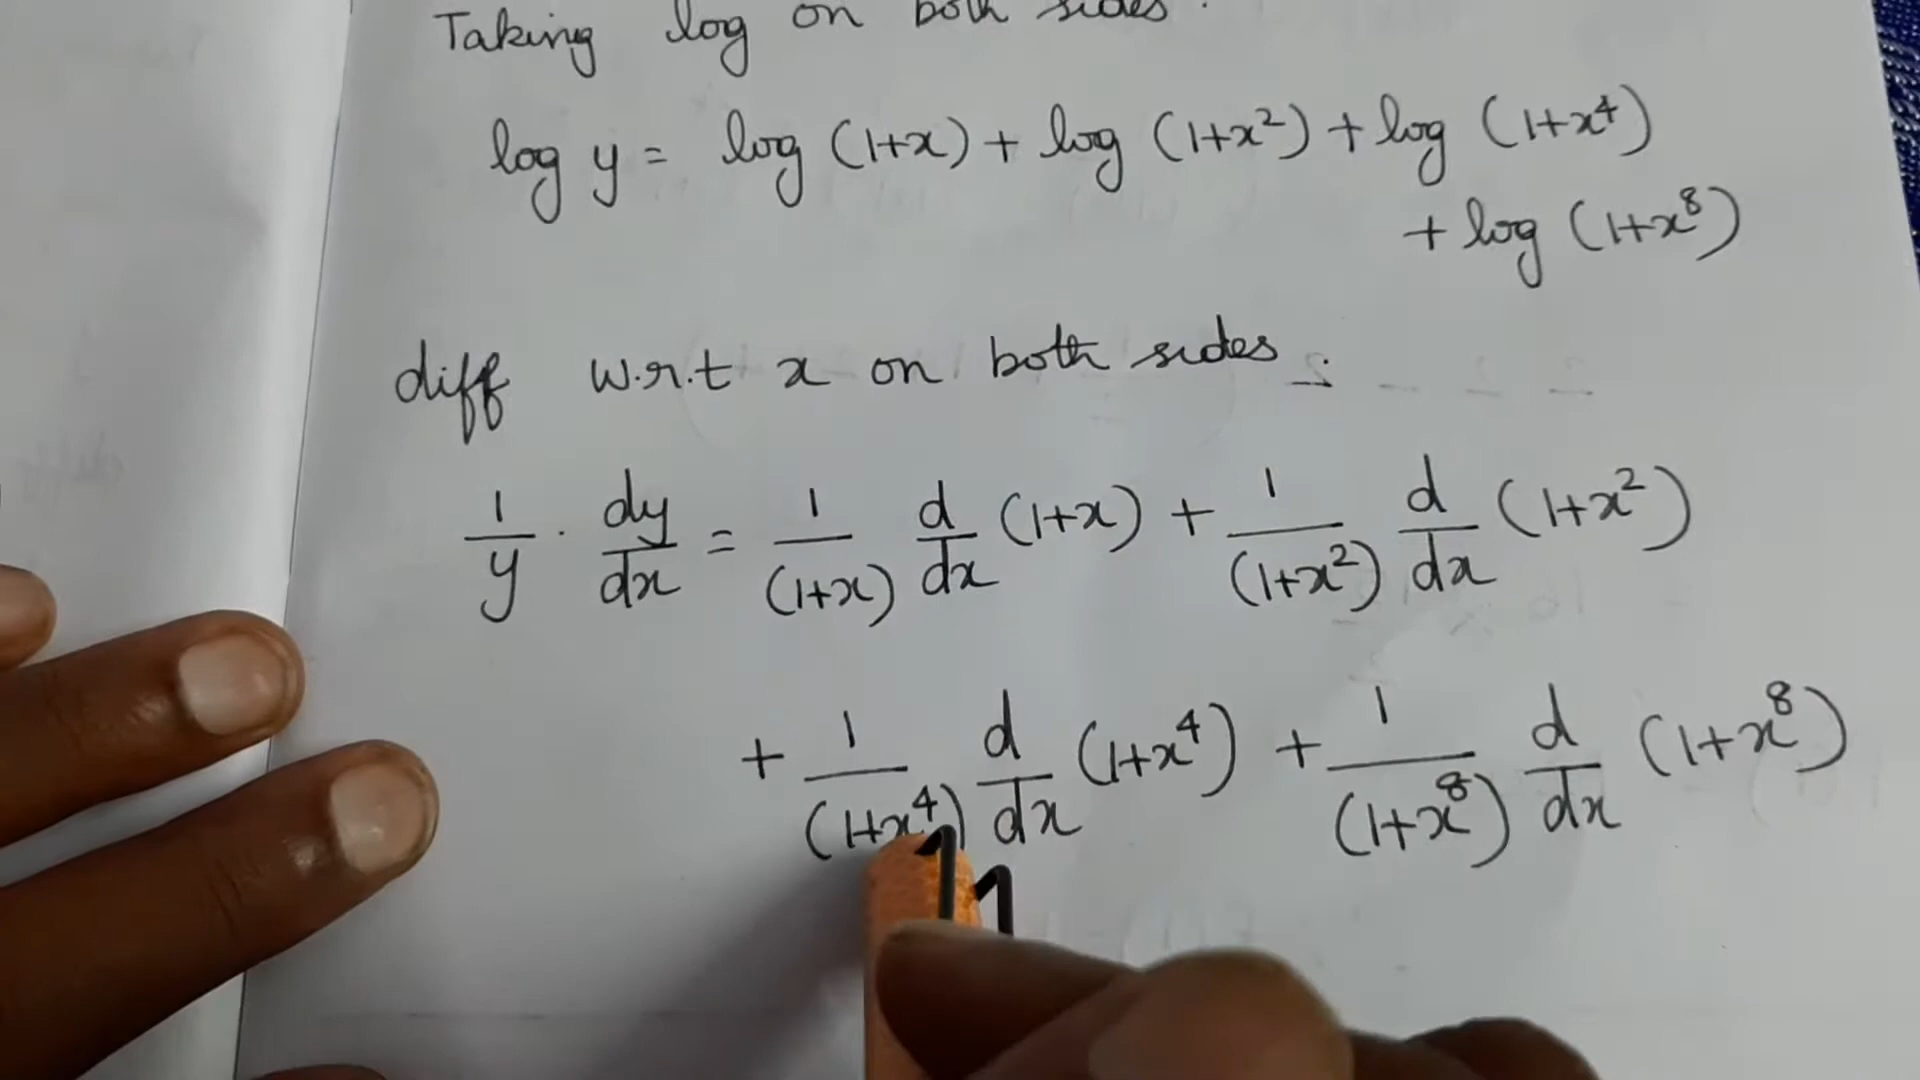 Taking log on both sides.
log y = log (1+x) + log (1+x²) + log (1+x⁴)
+ log (1+x⁸)
diff w.r.t x on both sides.
1/y · dy/dx = 1/(1+x) d/dx (1+x) + 1/(1+x²) d/dx (1+x²)
+ 1/(1+x⁴) d/dx (1+x⁴) + 1/(1+x⁸) d/dx (1+x⁸)